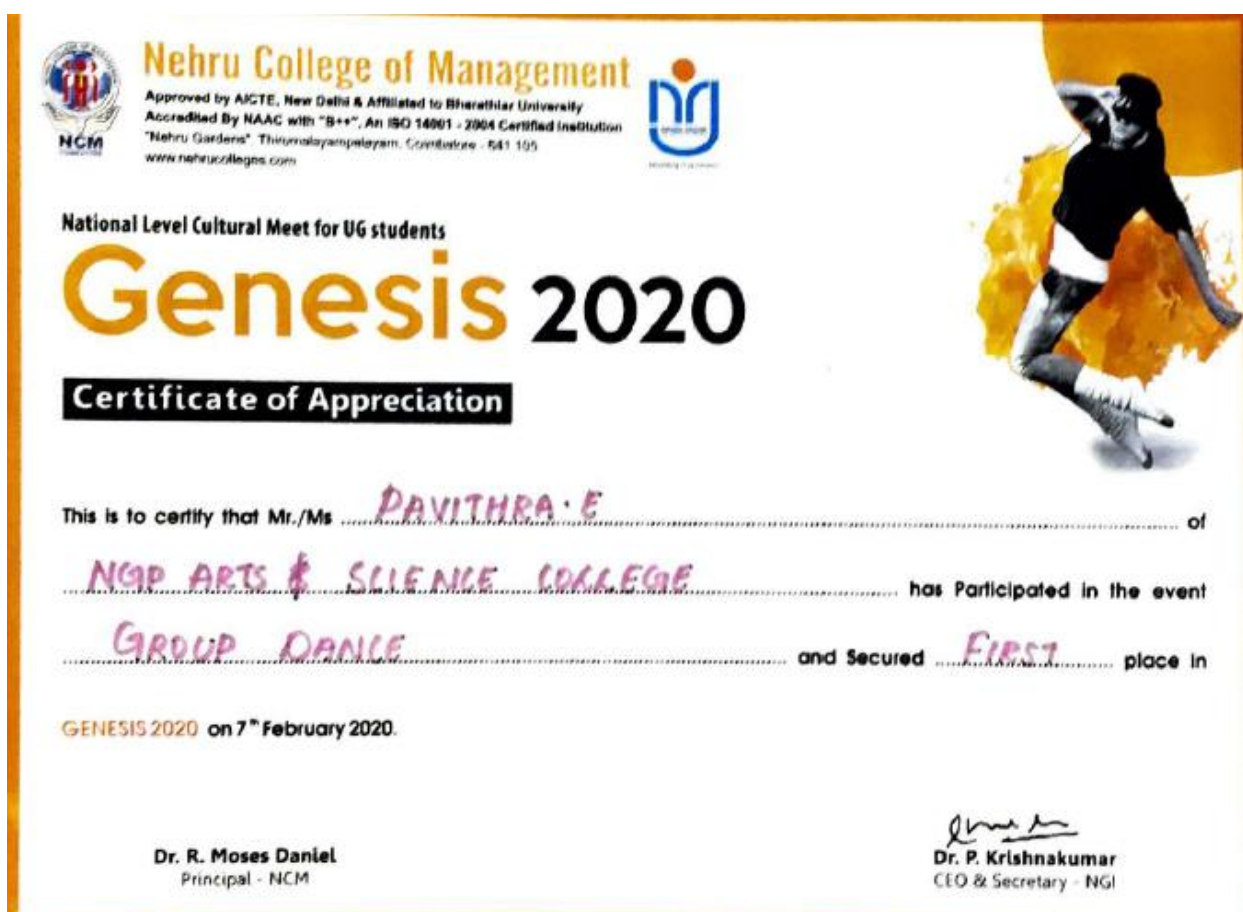 Nehru College of Management
Approved by AICTE, New Delhi & Affiliated to Bharathiar University
Accredited By NAAC with "B++", An ISO 14001 - 2004 Certified Institution
"Nehru Gardens", Thirumalayampalayam, Coimbatore - 641 105
www.nehrucolleges.com
NCM
National Level Cultural Meet for UG students
Genesis 2020
Certificate of Appreciation
This is to certify that Mr./Ms PAVITHRA. E of
NGP ARTS & SCIENCE COLLEGE has Participated in the event
GROUP DANCE and Secured FIRST place in
GENESIS 2020 on 7th February 2020.
Dr. R. Moses Daniel
Principal - NCM
Dr. P. Krishnakumar
CEO & Secretary - NGI